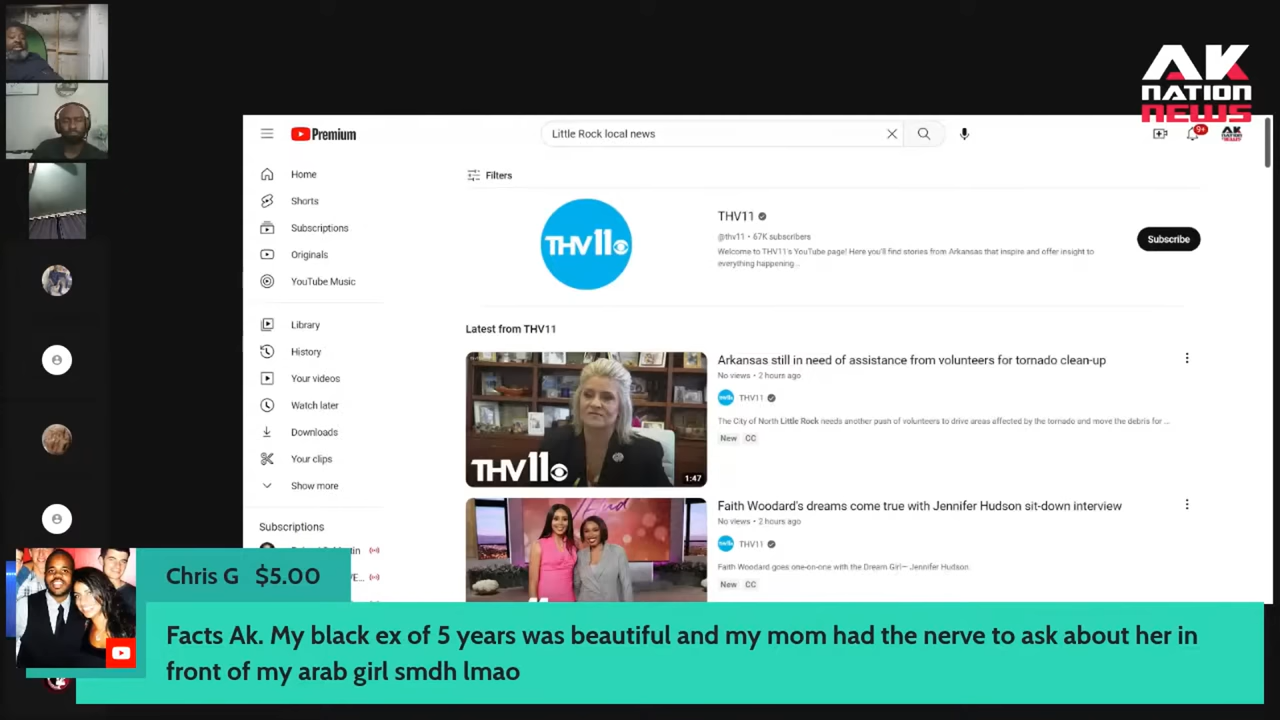 AK
NATION
NEWS
Premium
Little Rock local news
9+
AK
Home
Shorts
Subscriptions
Originals
YouTube Music
Library
History
Your videos
Watch later
Downloads
Your clips
Show more
Subscriptions
Filters
THV11
THV11
@thv11 • 67K subscribers
Welcome to THV11's YouTube page! Here you'll find stories from Arkansas that inspire and offer insight to
everything happening...
Subscribe
Latest from THV11
THV11
1:47
Arkansas still in need of assistance from volunteers for tornado clean-up
No views • 2 hours ago
THV11
The City of North Little Rock needs another push of volunteers to drive areas affected by the tornado and move the debris for ...
New CC
Faith Woodard's dreams come true with Jennifer Hudson sit-down interview
No views • 2 hours ago
THV11
Faith Woodard goes one-on-one with the Dream Girl— Jennifer Hudson.
New CC
Chris G $5.00
Facts Ak. My black ex of 5 years was beautiful and my mom had the nerve to ask about her in
front of my arab girl smdh lmao